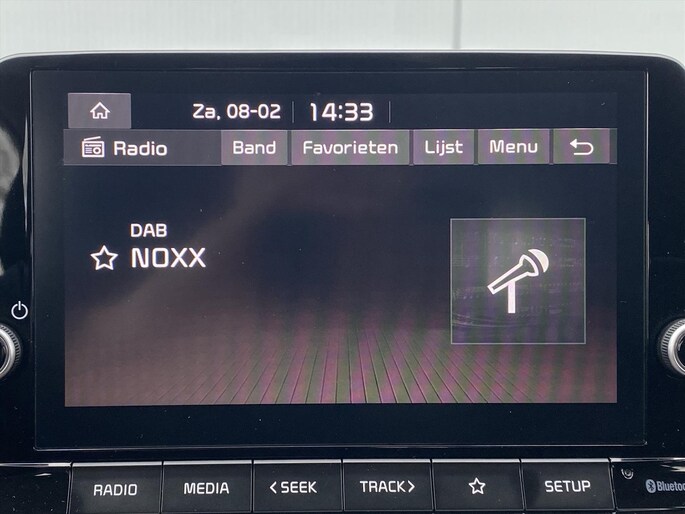 Za, 08-02 14:33
Radio Band Favorieten Lijst Menu
DAB
NOXX
RADIO MEDIA <SEEK TRACK> SETUP